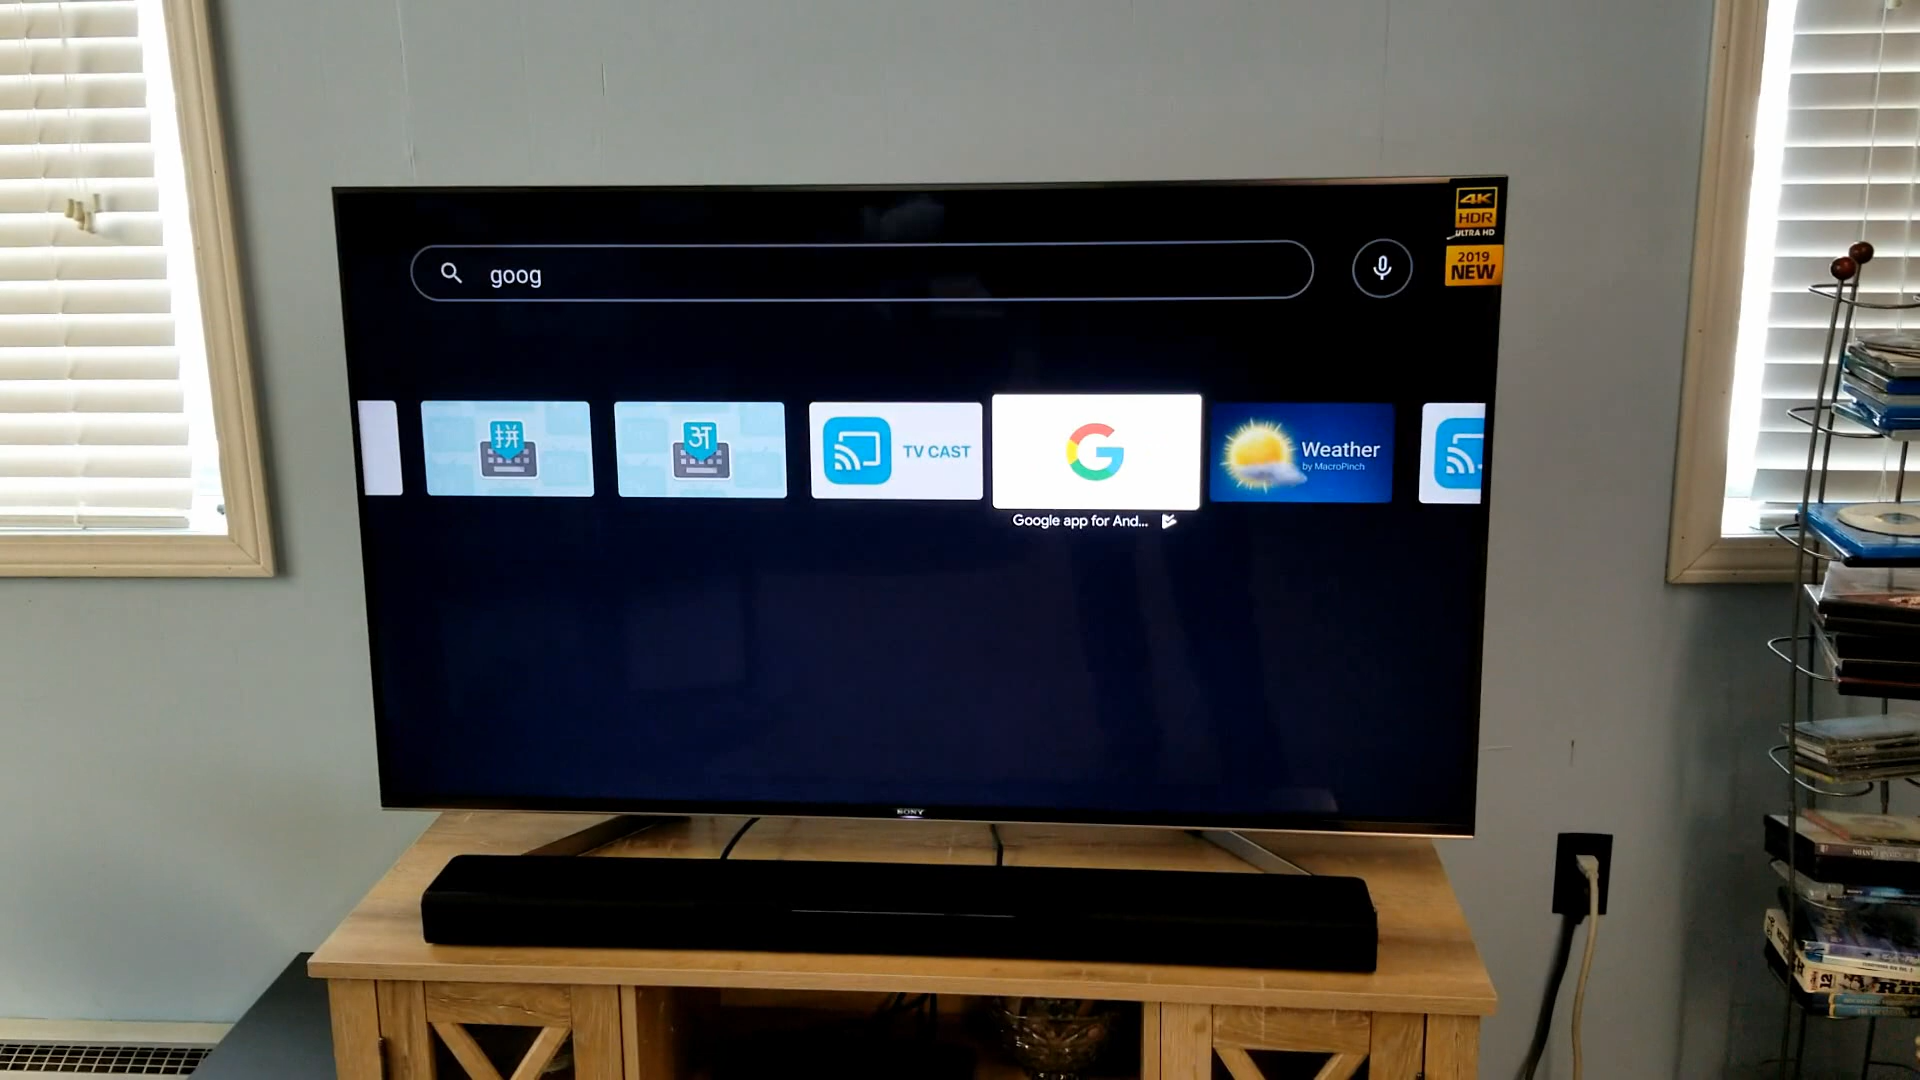 4K
HDR
ULTRA HD
2019
NEW
goog
拼
अ
TV CAST
G
Weather
by MacroPinch
Google app for And...
SONY